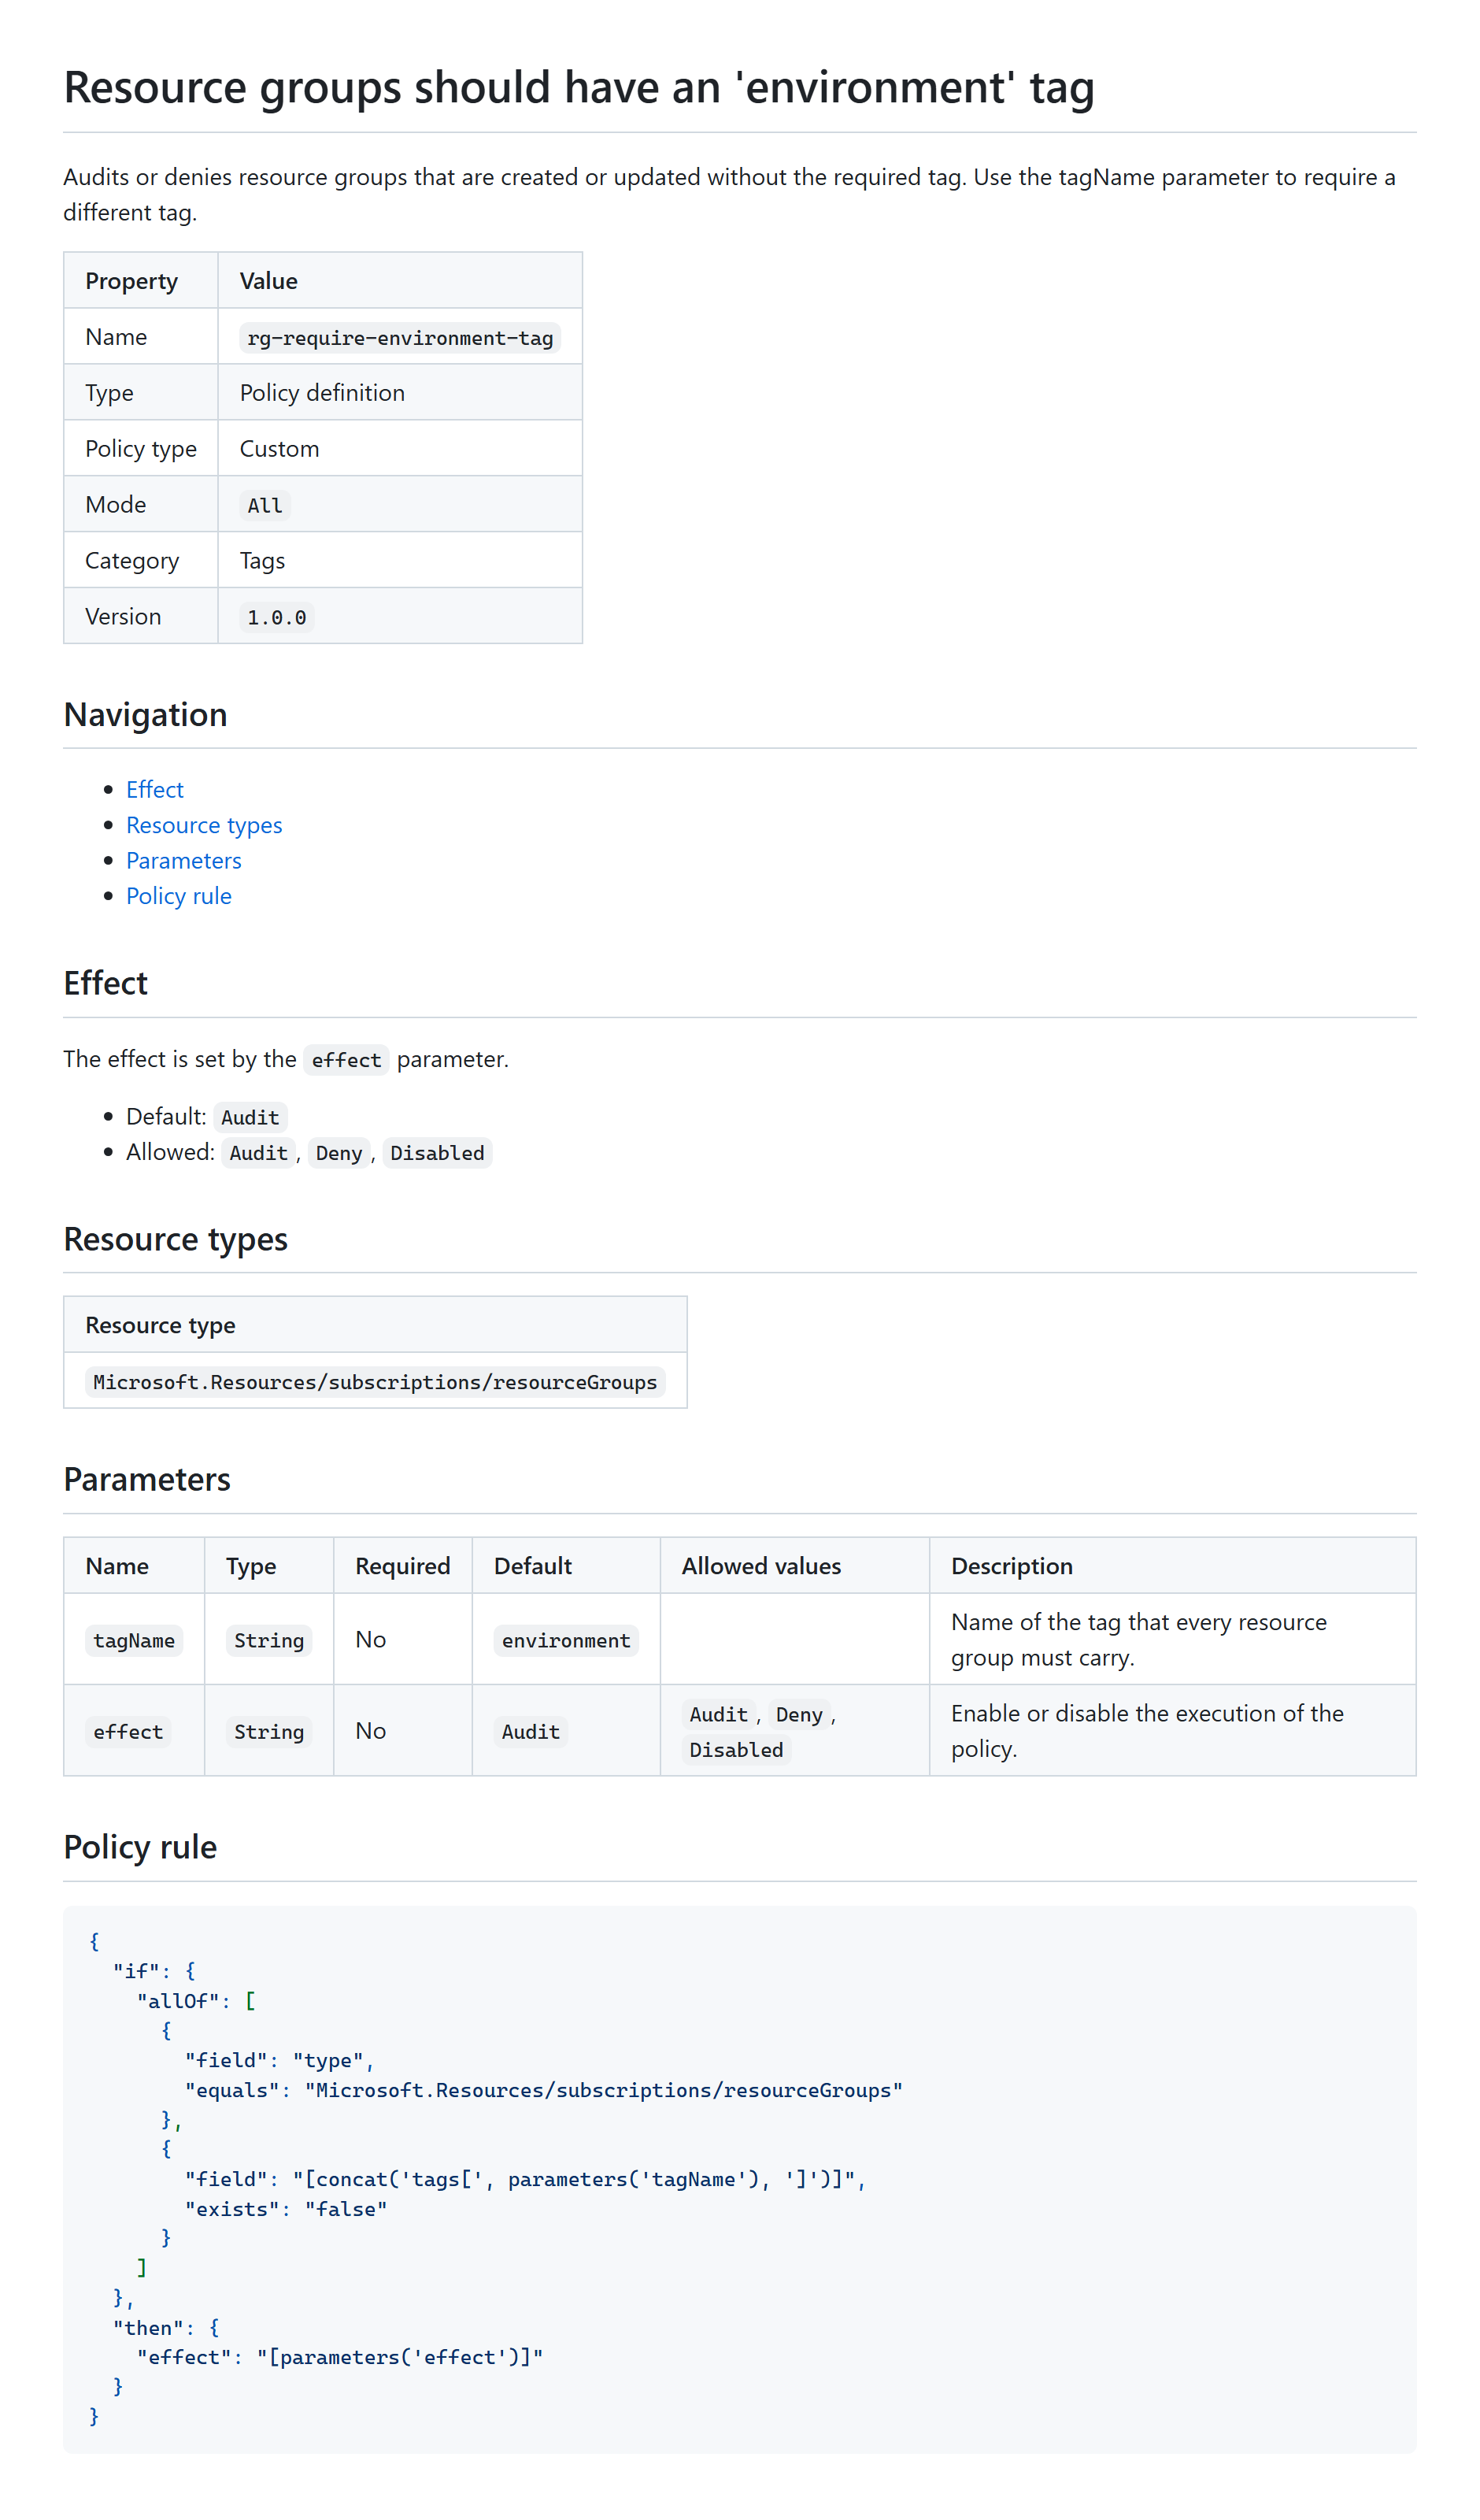 Resource groups should have an 'environment' tag
Audits or denies resource groups that are created or updated without the required tag. Use the tagName parameter to require a
different tag.
Property Value
Name rg-require-environment-tag
Type Policy definition
Policy type Custom
Mode All
Category Tags
Version 1.0.0
Navigation
• Effect
• Resource types
• Parameters
• Policy rule
Effect
The effect is set by the effect parameter.
• Default: Audit
• Allowed: Audit, Deny, Disabled
Resource types
Resource type
Microsoft.Resources/subscriptions/resourceGroups
Parameters
Name Type Required Default Allowed values Description
tagName String No environment Name of the tag that every resource
group must carry.
effect String No Audit Audit, Deny, Enable or disable the execution of the
Disabled policy.
Policy rule
{
  "if": {
    "allOf": [
      {
        "field": "type",
        "equals": "Microsoft.Resources/subscriptions/resourceGroups"
      },
      {
        "field": "[concat('tags[', parameters('tagName'), ']')]",
        "exists": "false"
      }
    ]
  },
  "then": {
    "effect": "[parameters('effect')]"
  }
}